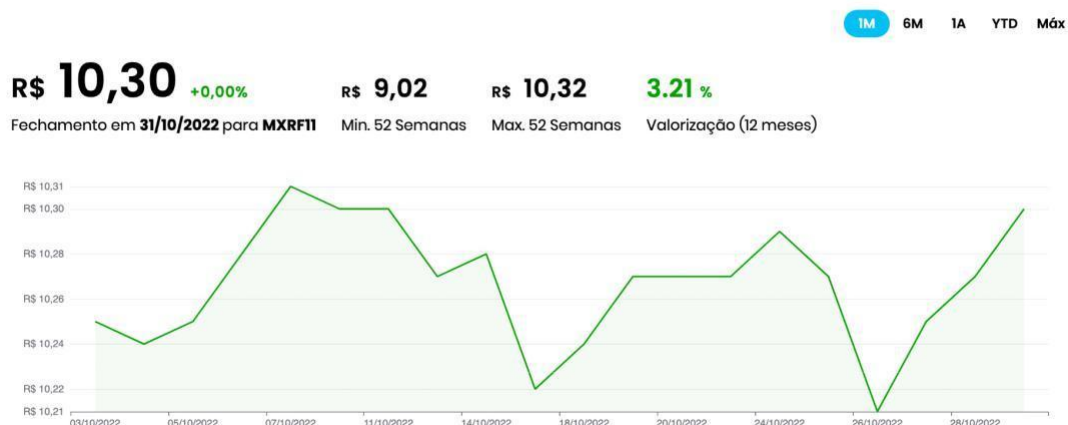 1M 6M 1A YTD Máx
R$ 10,30 +0,00% R$ 9,02 R$ 10,32 3.21 %
Fechamento em 31/10/2022 para MXRF11 Min. 52 Semanas Max. 52 Semanas Valorização (12 meses)
R$ 10,31
R$ 10,30
R$ 10,28
R$ 10,26
R$ 10,24
R$ 10,22
R$ 10,21
03/10/2022 05/10/2022 07/10/2022 11/10/2022 14/10/2022 18/10/2022 20/10/2022 24/10/2022 26/10/2022 28/10/2022